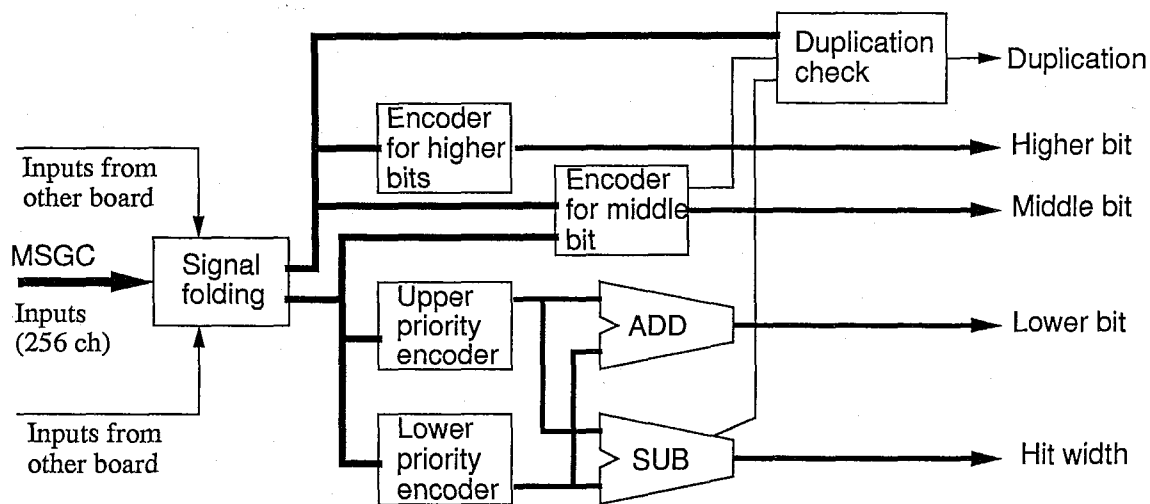 Duplication
check
Duplication
Encoder
for higher
bits
Higher bit
Inputs from
other board
Encoder
for middle
bit
Middle bit
MSGC
Inputs
(256 ch)
Signal
folding
Upper
priority
encoder
ADD
Lower bit
Inputs from
other board
Lower
priority
encoder
SUB
Hit width